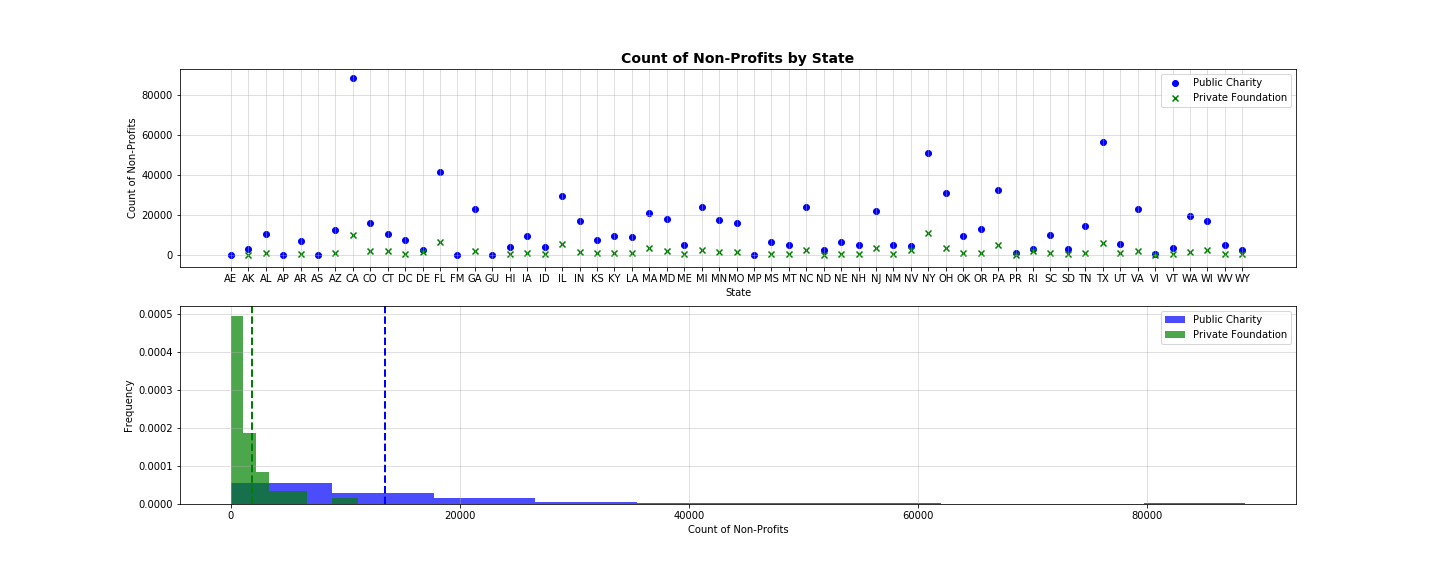 Count of Non-Profits by State
Public Charity
Private Foundation
80000
60000
40000
20000
0
Count of Non-Profits
AE AK AL AP AR AS AZ CA CO CT DC DE FL FM GA GU HI IA ID IL IN KS KY LA MA MD ME MI MN MO MP MS MT NC ND NE NH NJ NM NV NY OH OK OR PA PR RI SC SD TN TX UT VA VI VT WA WI WV WY
State
Public Charity
Private Foundation
0.0005
0.0004
0.0003
0.0002
0.0001
0.0000
Frequency
0 20000 40000 60000 80000
Count of Non-Profits